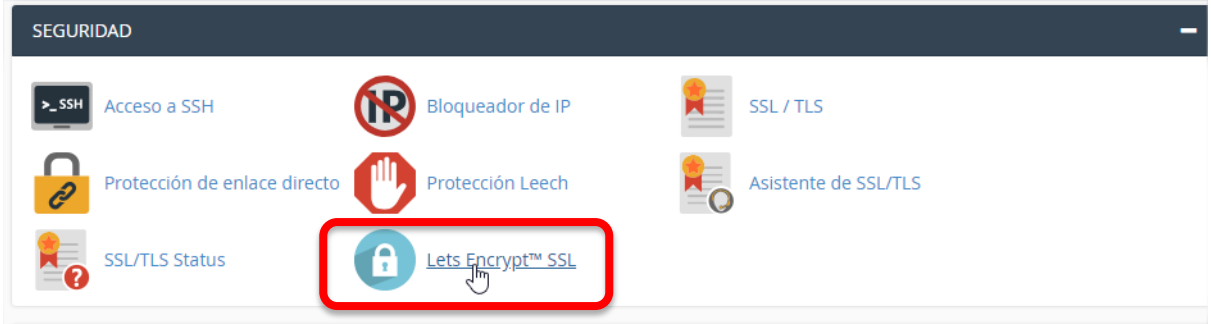 SEGURIDAD
>_ SSH Acceso a SSH
IP Bloqueador de IP
SSL / TLS
Protección de enlace directo
Protección Leech
Asistente de SSL/TLS
? SSL/TLS Status
Lets Encrypt™ SSL